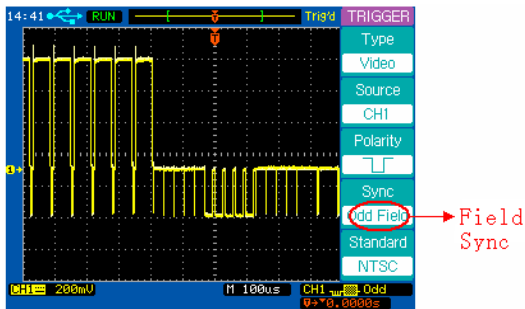 14:41 RUN Trig'd TRIGGER
Type
Video
Source
CH1
Polarity
Sync
Odd Field
Field
Sync
Standard
NTSC
1
CH1 200mV M 100us CH1 Odd
0.0000s